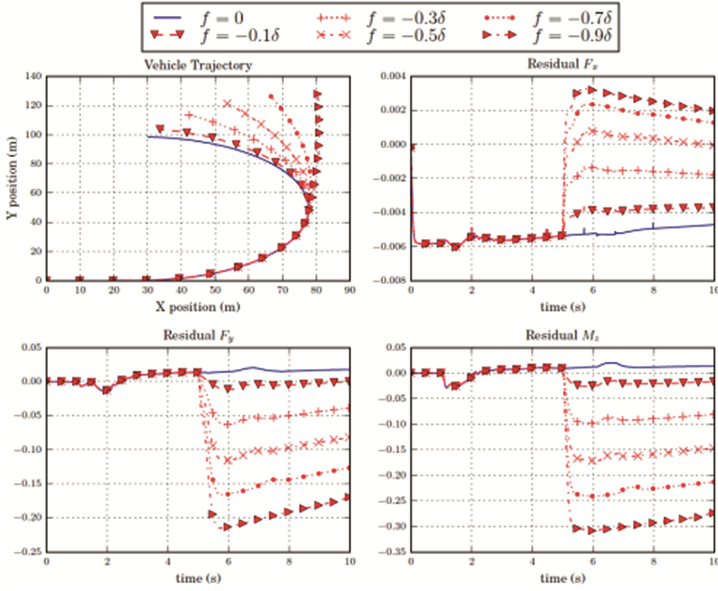 f = 0
f = −0.3δ
f = −0.7δ
f = −0.1δ
f = −0.5δ
f = −0.9δ
Vehicle Trajectory
140
120
100
80
60
40
20
0
Y position (m)
0 10 20 30 40 50 60 70 80 90
X position (m)
Residual Fx
0.004
0.002
0.000
−0.002
−0.004
−0.006
−0.008
0 2 4 6 8 10
time (s)
Residual Fy
0.05
0.00
−0.05
−0.10
−0.15
−0.20
−0.25
0 2 4 6 8 10
time (s)
Residual Mz
0.05
0.00
−0.05
−0.10
−0.15
−0.20
−0.25
−0.30
−0.35
0 2 4 6 8 10
time (s)